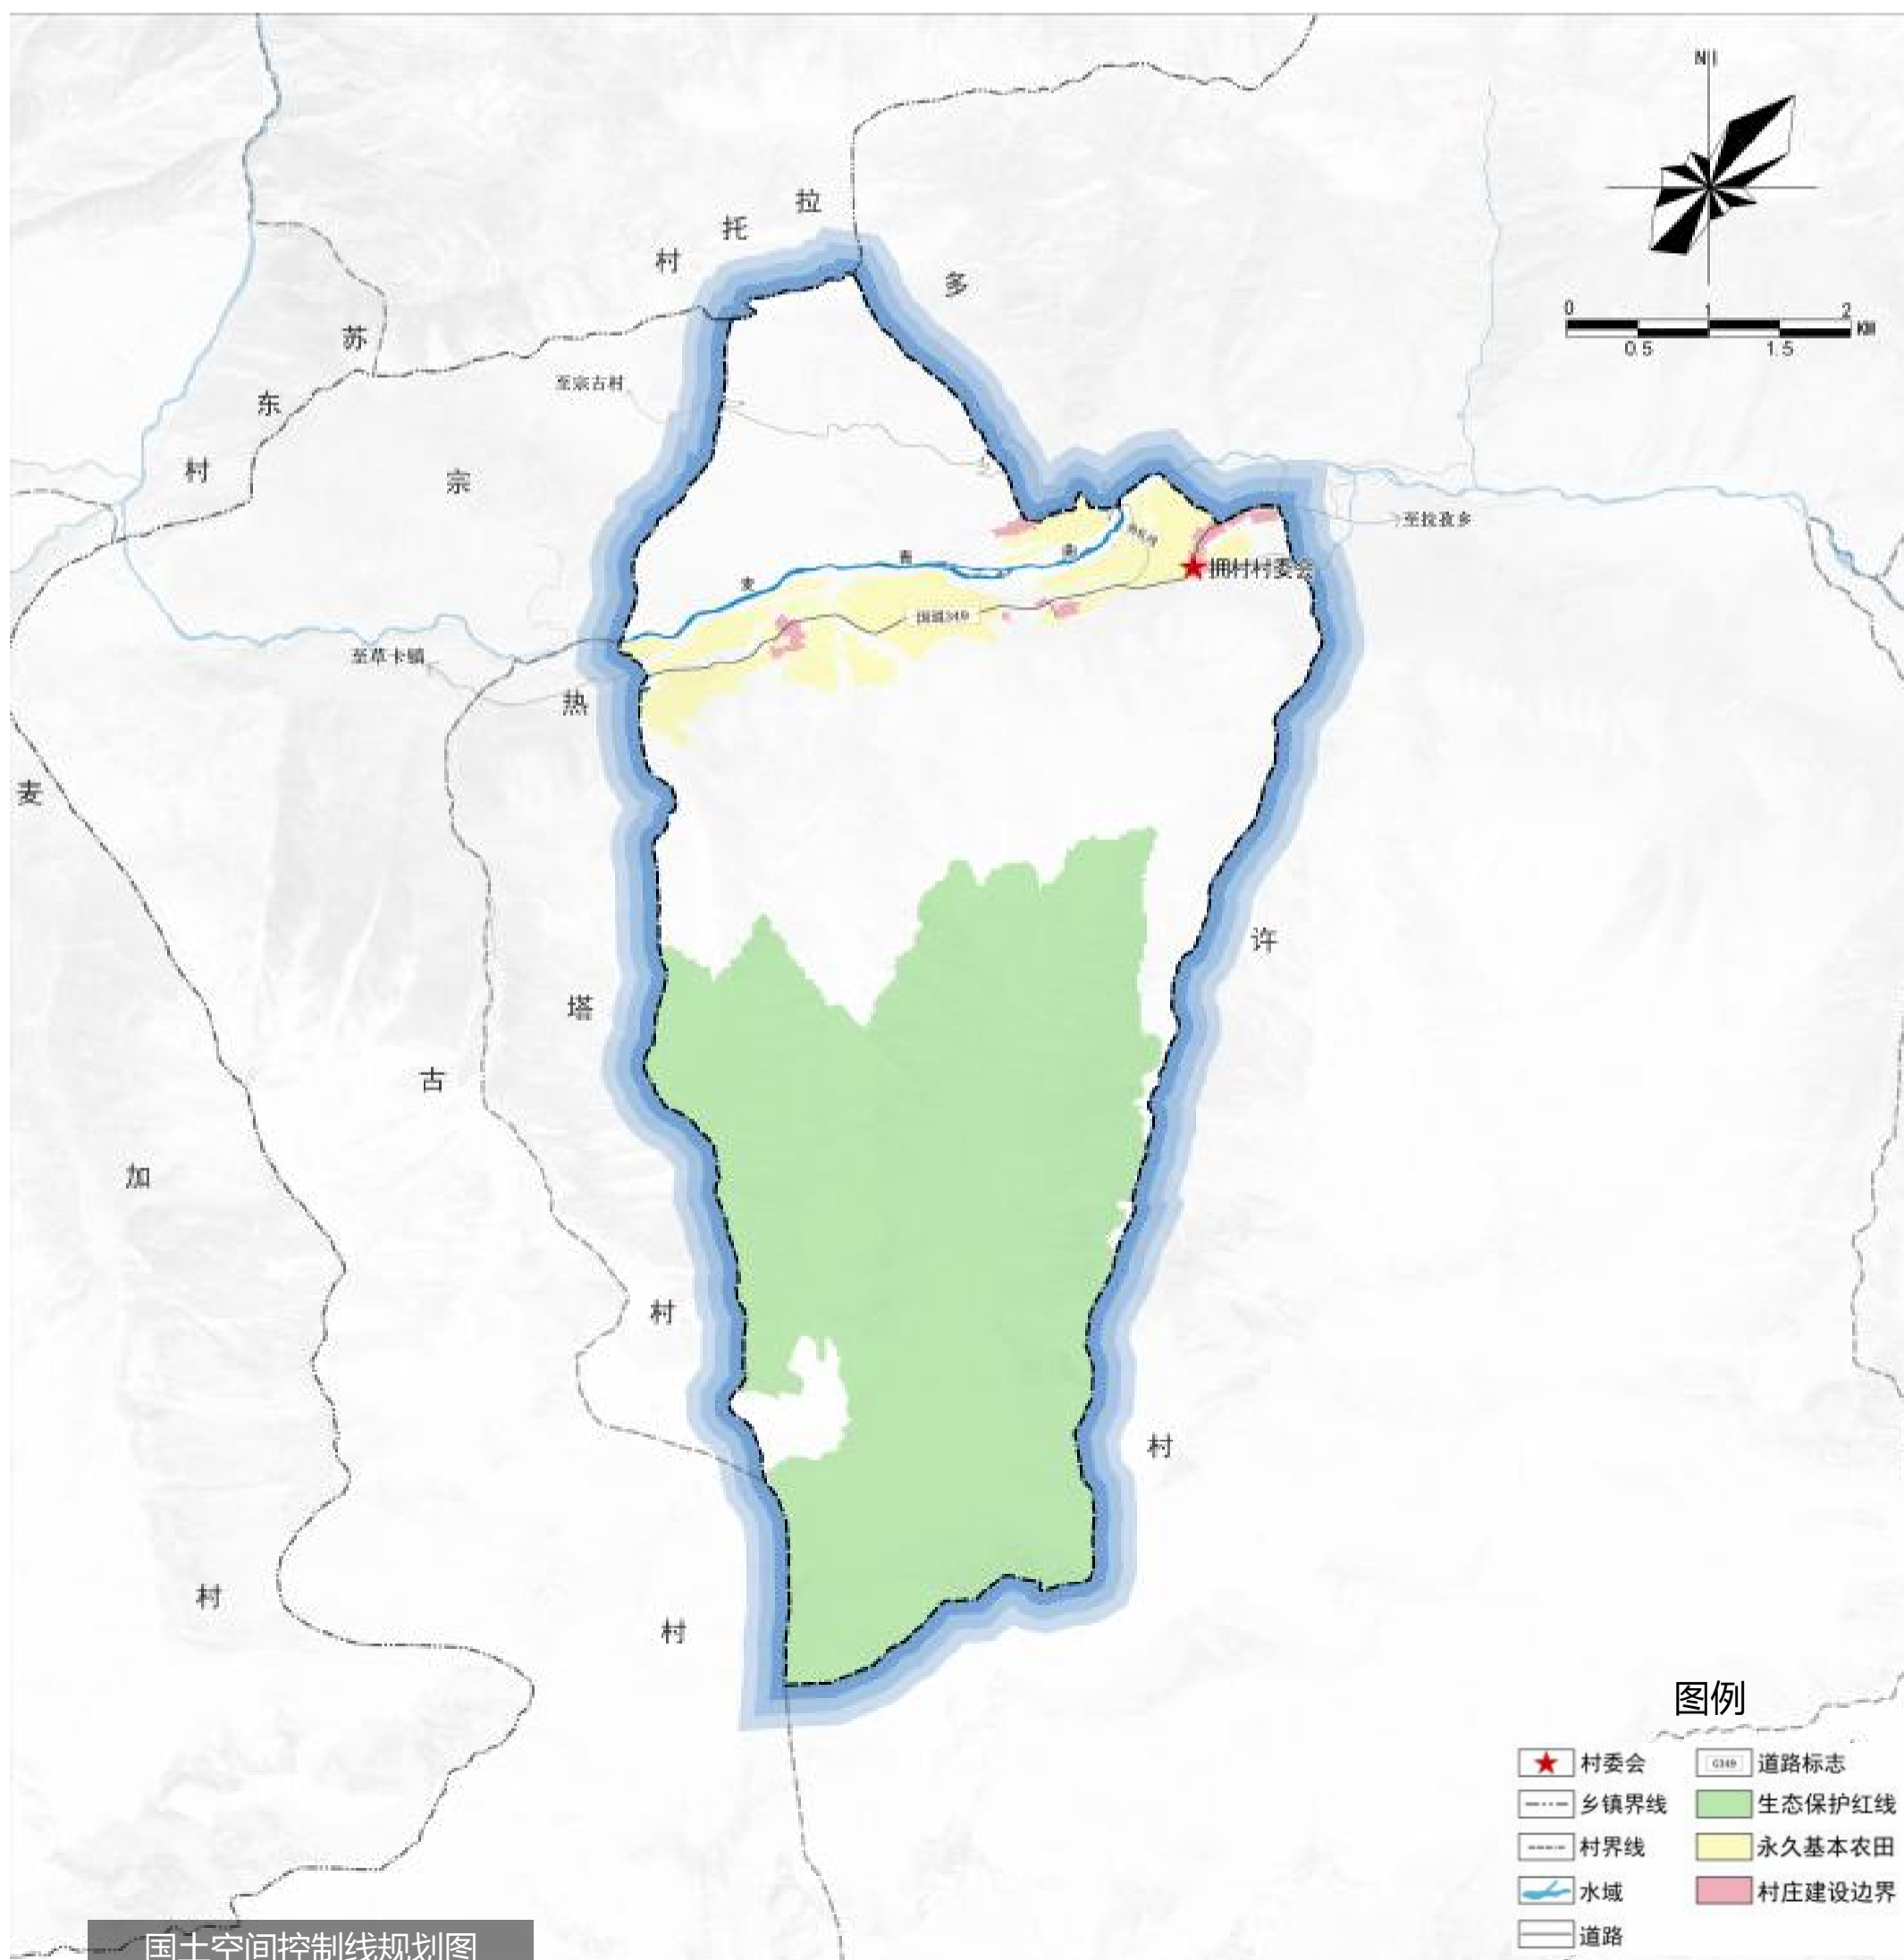 N
0 1 2 KM
0.5 1.5
拉
托
村
多
苏
东
村
宗
至宗古村
至拉孜乡
拥村村委会
麦 青 曲
国道349
至草卡镇
热
麦
许
塔
古
加
村
村
村
村
图例
村委会
G349 道路标志
乡镇界线
生态保护红线
村界线
永久基本农田
水域
村庄建设边界
道路
国土空间控制线规划图